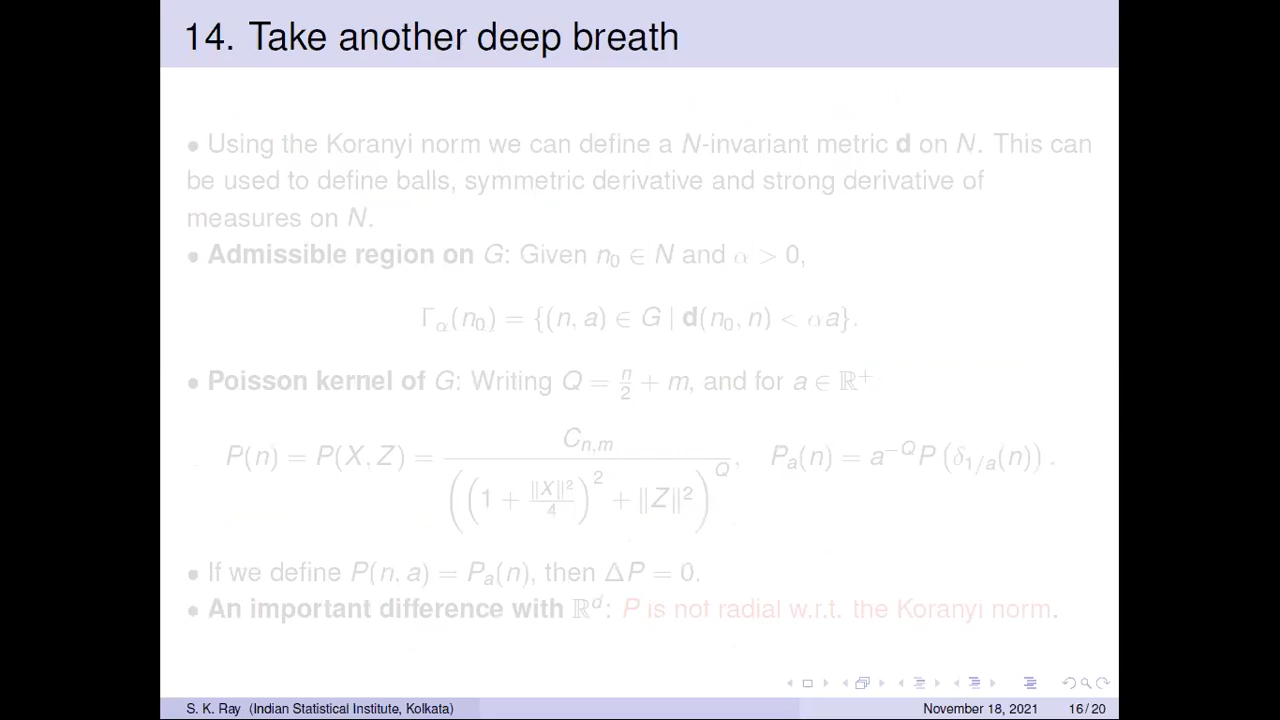 14. Take another deep breath
• Using the Koranyi norm we can define a N-invariant metric d on N. This can
be used to define balls, symmetric derivative and strong derivative of
measures on N.
• Admissible region on G: Given n₀ ∈ N and α > 0,
Γ_α(n₀) = {(n, a) ∈ G | d(n₀, n) < αa}.
• Poisson kernel of G: Writing Q = n/2 + m, and for a ∈ ℝ⁺
P(n) = P(X, Z) = C_{n,m} / ((1 + ‖X‖²/4)² + ‖Z‖²)^Q, P_a(n) = a^{−Q} P (δ_{1/a}(n)).
• If we define P(n, a) = P_a(n), then ΔP = 0.
• An important difference with ℝ^d: P is not radial w.r.t. the Koranyi norm.
S. K. Ray (Indian Statistical Institute, Kolkata) November 18, 2021 16/20